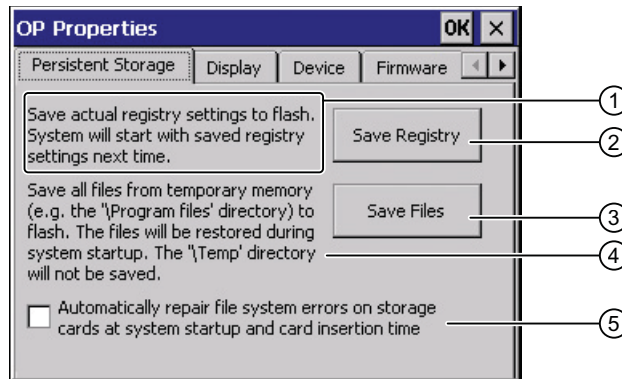 OP Properties OK ×
Persistent Storage Display Device Firmware
Save actual registry settings to flash.
System will start with saved registry
settings next time.
Save Registry
Save all files from temporary memory
(e.g. the '\Program files' directory) to
flash. The files will be restored during
system startup. The '\Temp' directory
will not be saved.
Save Files
Automatically repair file system errors on storage
cards at system startup and card insertion time
1
2
3
4
5